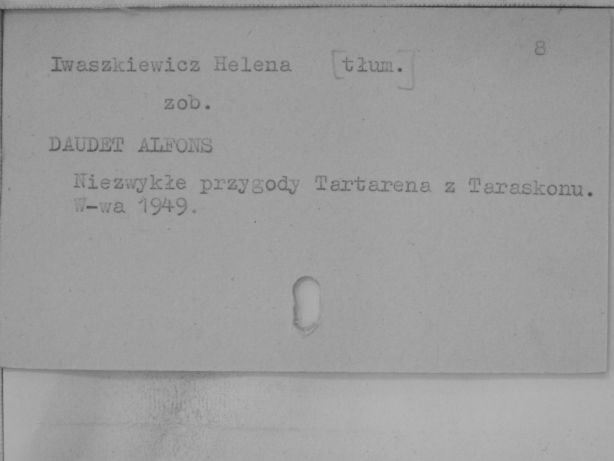 8
Iwaszkiewicz Helena [tłum.]
zob.
DAUDET ALFONS
Niezwykłe przygody Tartarena z Taraskonu.
W-wa 1949.